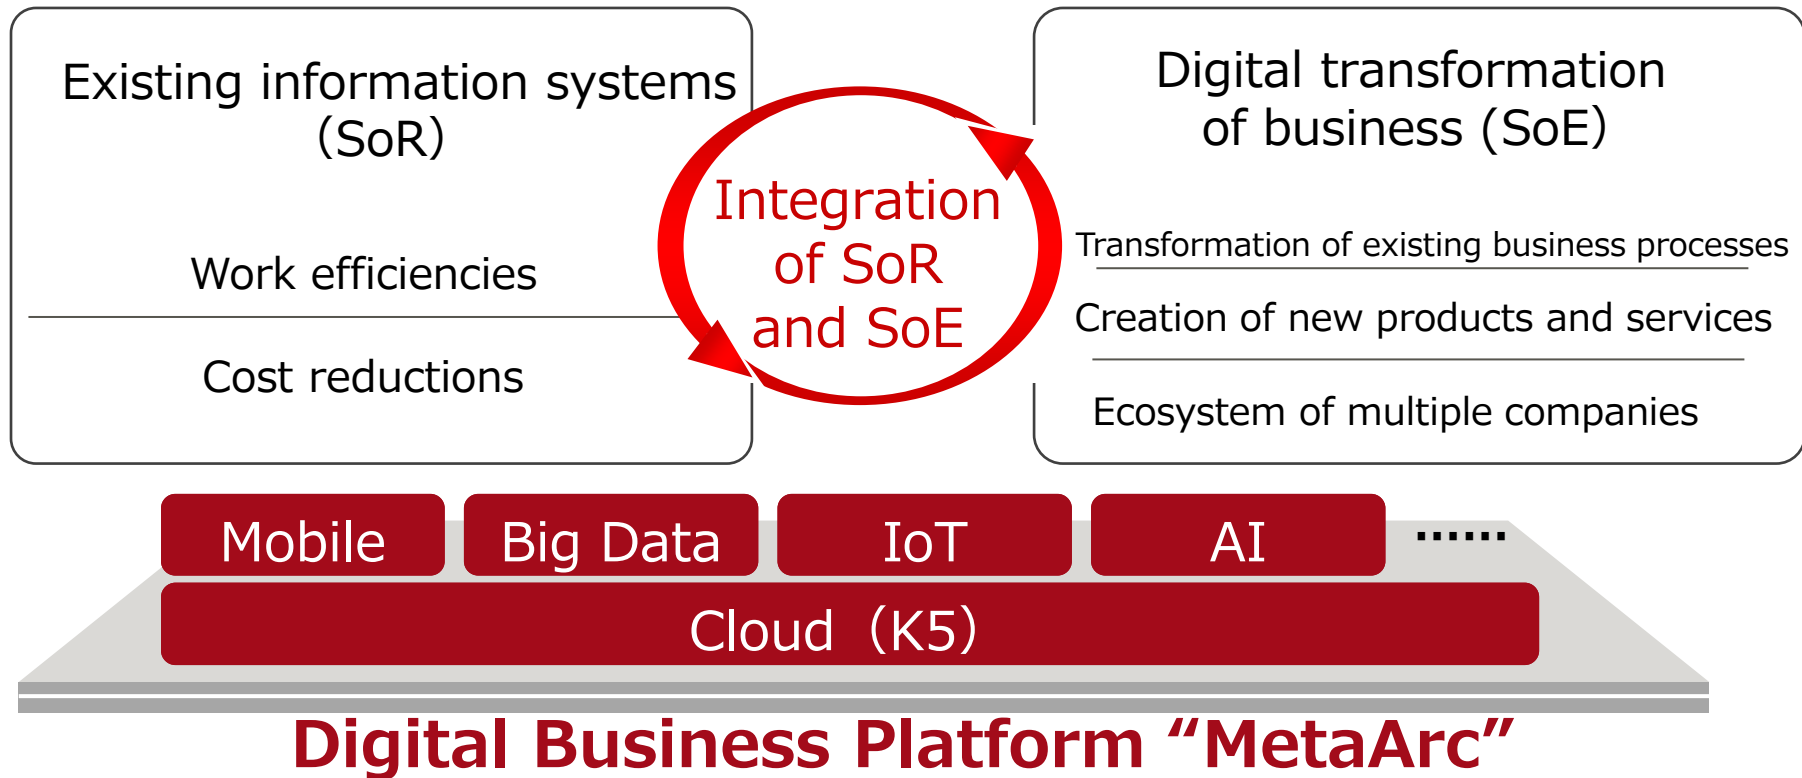 Existing information systems
（SoR）
Work efficiencies
Cost reductions
Integration
of SoR
and SoE
Digital transformation
of business (SoE）
Transformation of existing business processes
Creation of new products and services
Ecosystem of multiple companies
Mobile
Big Data
IoT
AI
……
Cloud（K5）
Digital Business Platform “MetaArc”